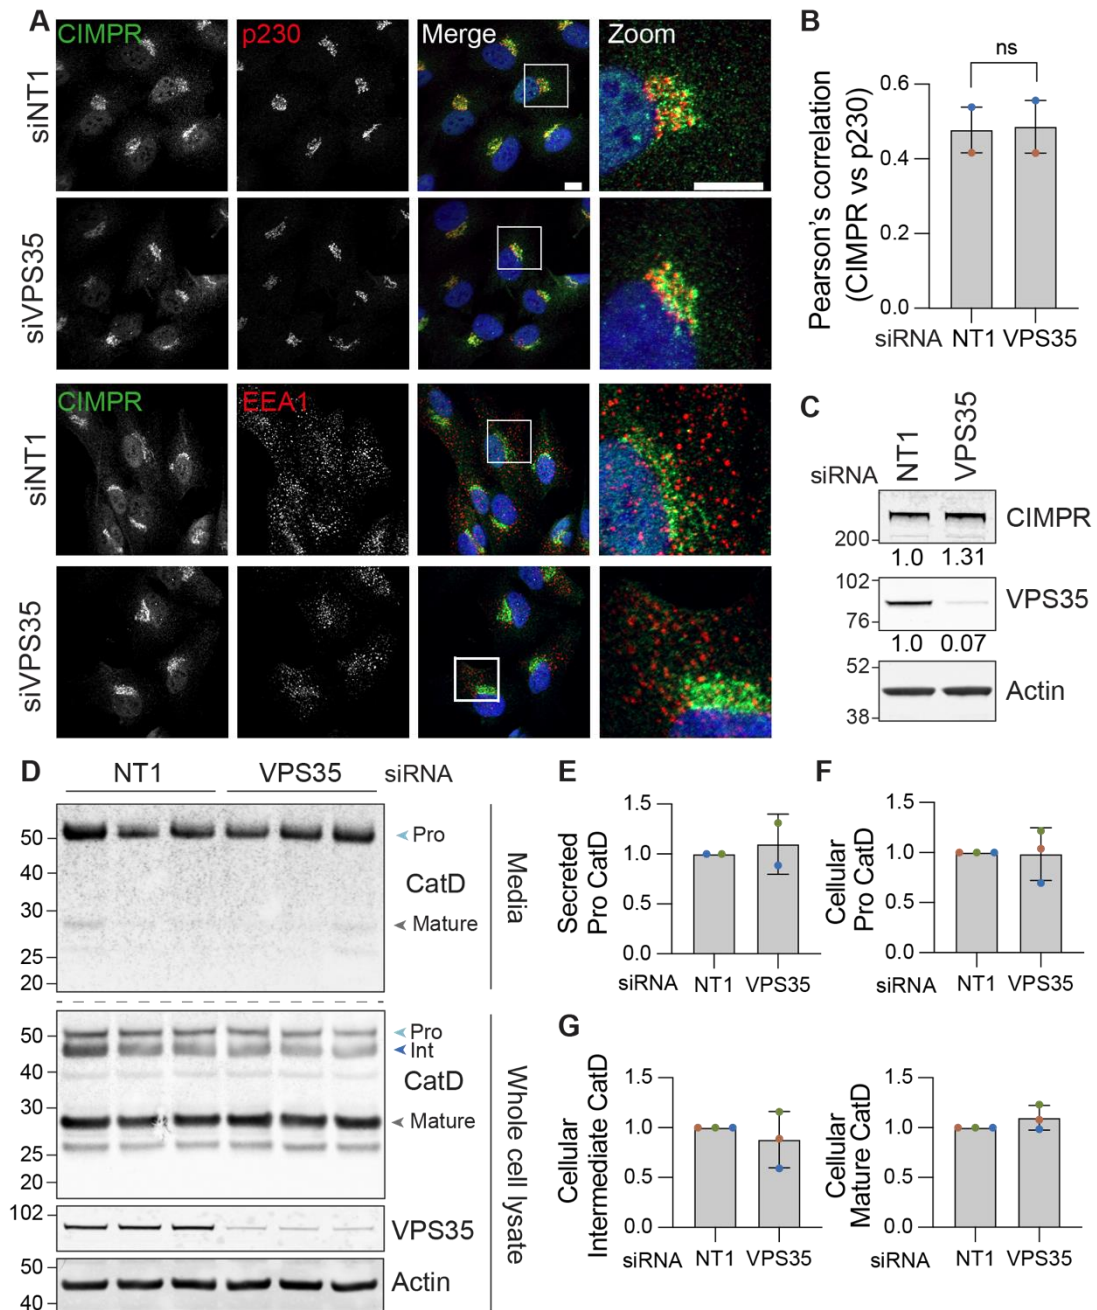 A
CIMPR p230 Merge Zoom
siNT1
siVPS35
CIMPR EEA1
siNT1
siVPS35
B
ns
Pearson's correlation
(CIMPR vs p230)
0.6
0.4
0.2
0.0
siRNA NT1 VPS35
C
siRNA NT1 VPS35
CIMPR
200
1.0 1.31
102
VPS35
76
1.0 0.07
52
Actin
38
D
NT1 VPS35 siRNA
50
40
30
25
20
Pro
CatD
Mature
Media
50
40
30
25
20
Pro
Int
CatD
Mature
Whole cell lysate
102
VPS35
50
Actin
40
E
Secreted
Pro CatD
1.5
1.0
0.5
0.0
siRNA NT1 VPS35
F
Cellular
Pro CatD
1.5
1.0
0.5
0.0
siRNA NT1 VPS35
G
Cellular
Intermediate CatD
1.5
1.0
0.5
0.0
siRNA NT1 VPS35
Cellular
Mature CatD
1.5
1.0
0.5
0.0
siRNA NT1 VPS35